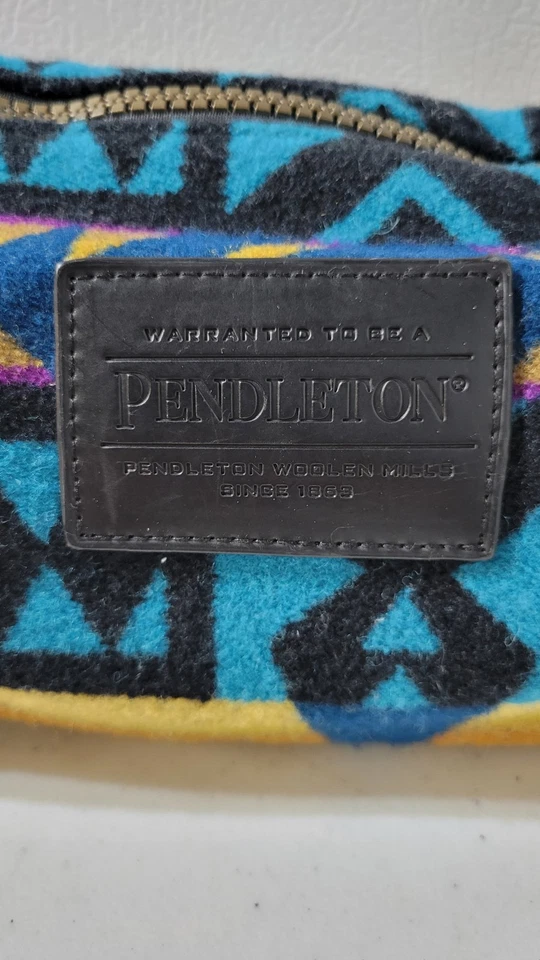 WARRANTED TO BE A
PENDLETON®
PENDLETON WOOLEN MILLS
SINCE 1863